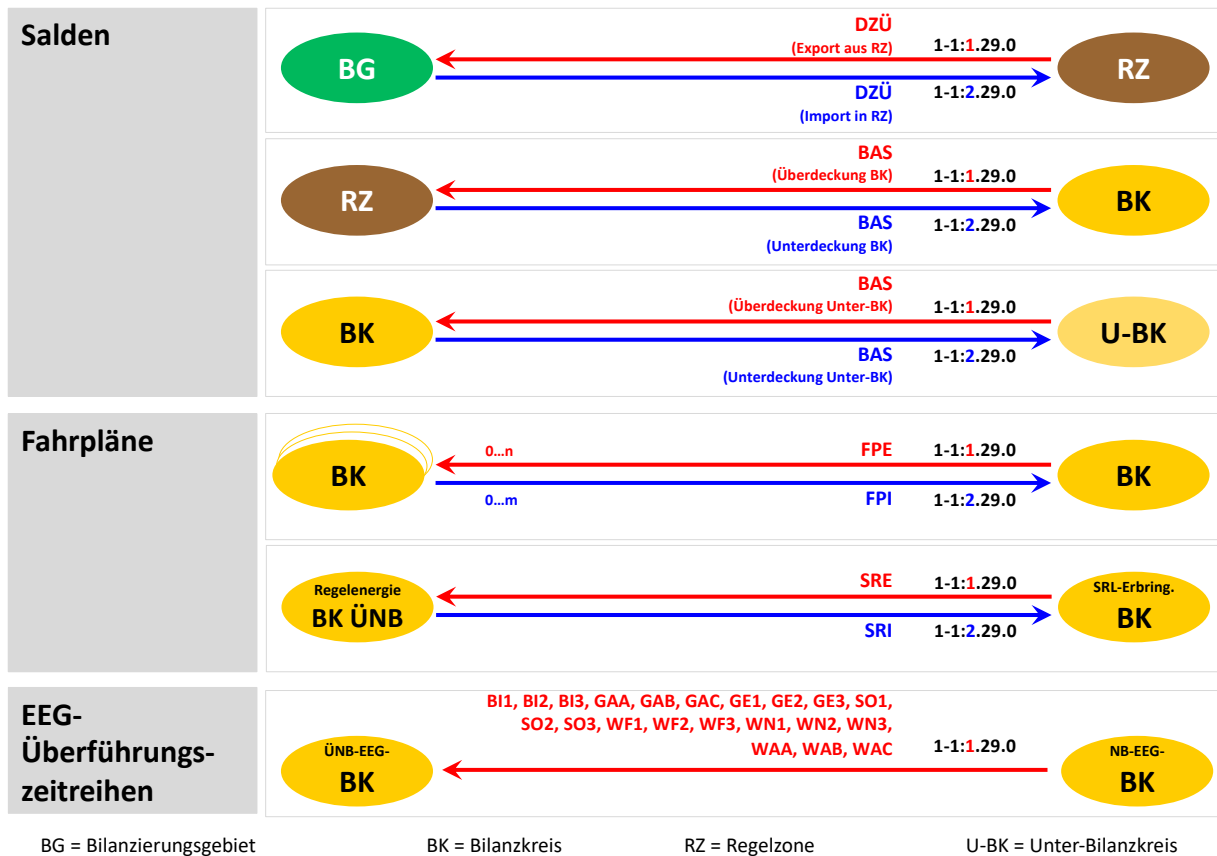 Salden
BG
DZÜ
(Export aus RZ)
1-1:1.29.0
DZÜ
(Import in RZ)
1-1:2.29.0
RZ
RZ
BAS
(Überdeckung BK)
1-1:1.29.0
BAS
(Unterdeckung BK)
1-1:2.29.0
BK
BK
BAS
(Überdeckung Unter-BK)
1-1:1.29.0
BAS
(Unterdeckung Unter-BK)
1-1:2.29.0
U-BK
Fahrpläne
BK
0...n
FPE
1-1:1.29.0
0...m
FPI
1-1:2.29.0
BK
Regelenergie
BK ÜNB
SRE
1-1:1.29.0
SRI
1-1:2.29.0
SRL-Erbring.
BK
EEG-
Überführungs-
zeitreihen
ÜNB-EEG-
BK
BI1, BI2, BI3, GAA, GAB, GAC, GE1, GE2, GE3, SO1,
SO2, SO3, WF1, WF2, WF3, WN1, WN2, WN3,
WAA, WAB, WAC
1-1:1.29.0
NB-EEG-
BK
BG = Bilanzierungsgebiet
BK = Bilanzkreis
RZ = Regelzone
U-BK = Unter-Bilanzkreis